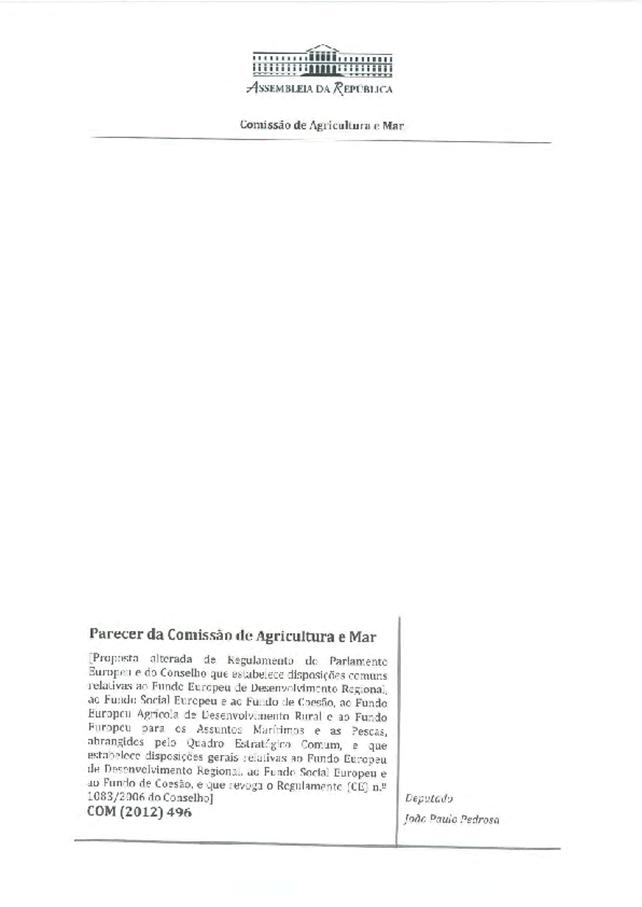 ASSEMBLEIA DA REPÚBLICA
Comissão de Agricultura e Mar
Parecer da Comissão de Agricultura e Mar
[Proposta alterada de Regulamento do Parlamento
Europeu e do Conselho que estabelece disposições comuns
relativas ao Fundo Europeu de Desenvolvimento Regional,
ao Fundo Social Europeu e ao Fundo de Coesão, ao Fundo
Europeu Agrícola de Desenvolvimento Rural e ao Fundo
Europeu para os Assuntos Marítimos e as Pescas,
abrangidos pelo Quadro Estratégico Comum, e que
estabelece disposições gerais relativas ao Fundo Europeu
de Desenvolvimento Regional, ao Fundo Social Europeu e
ao Fundo de Coesão, e que revoga o Regulamento (CE) n.º
1083/2006 do Conselho]
COM (2012) 496
Deputado
João Paulo Pedrosa